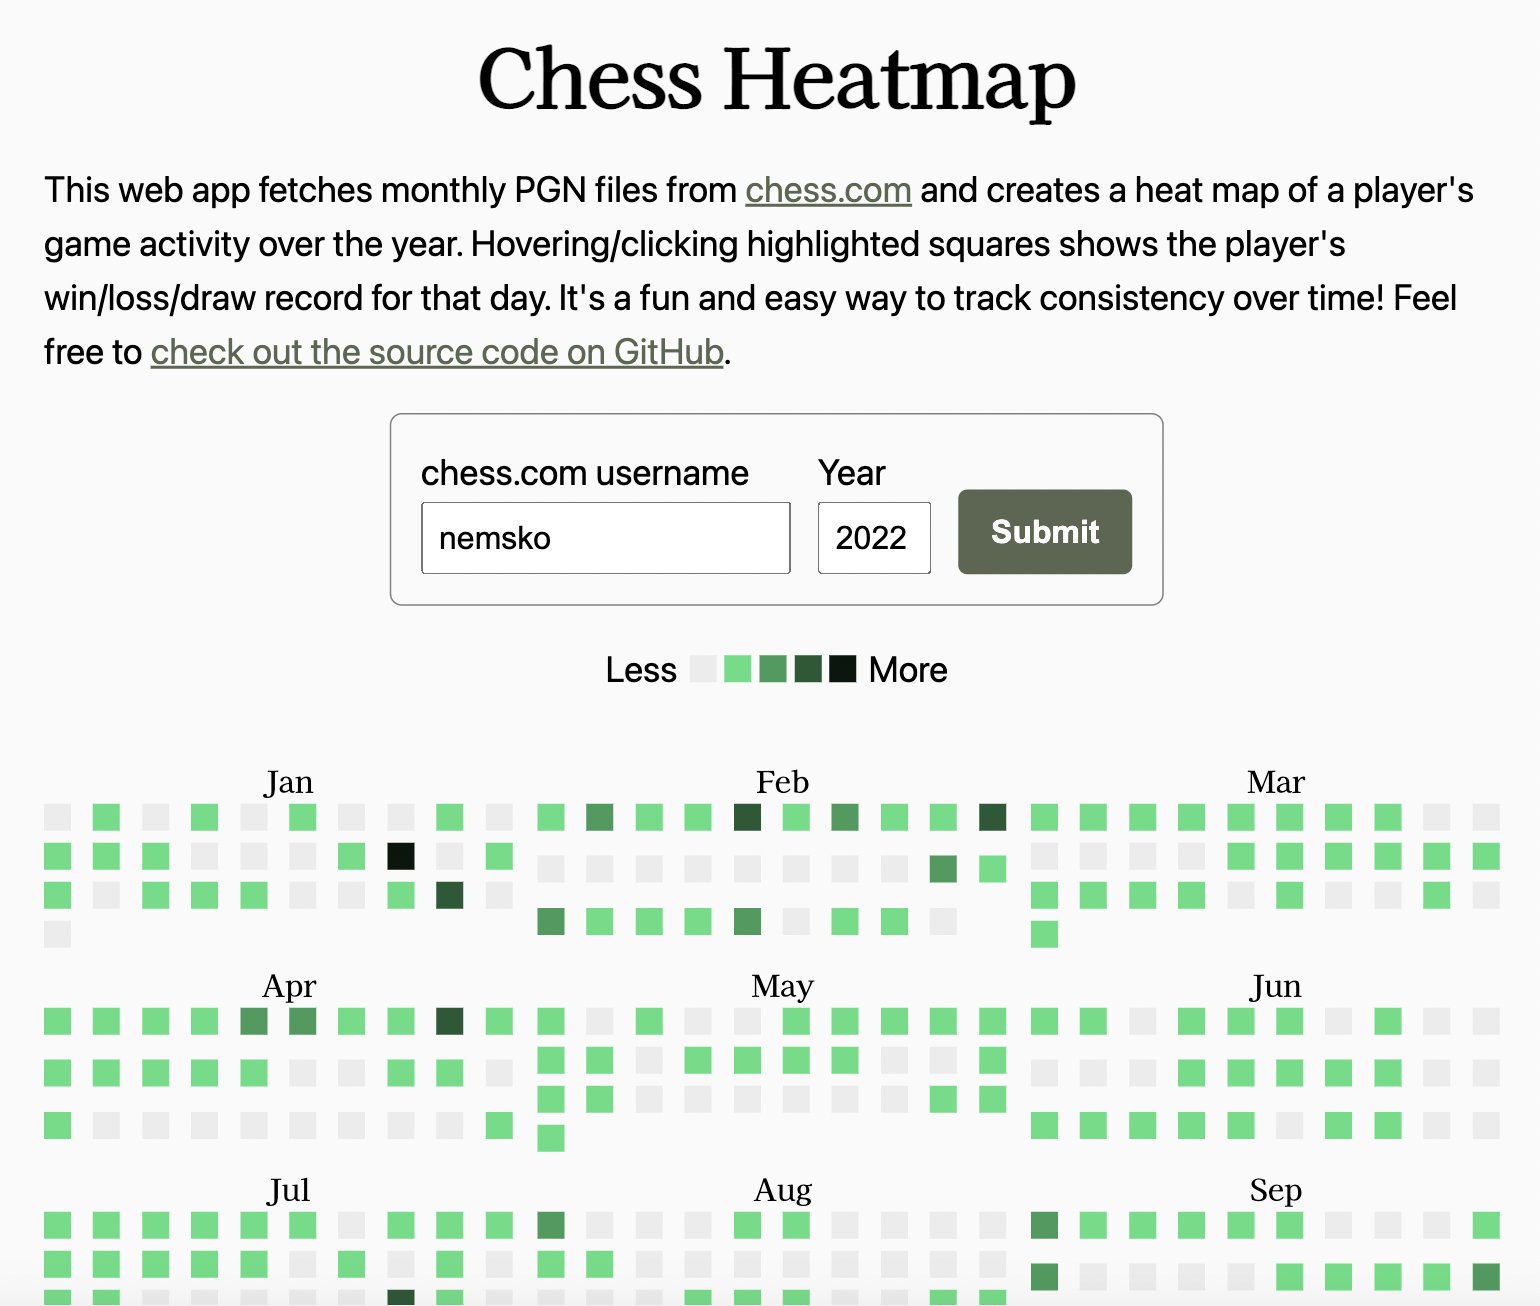 Chess Heatmap
This web app fetches monthly PGN files from chess.com and creates a heat map of a player's
game activity over the year. Hovering/clicking highlighted squares shows the player's
win/loss/draw record for that day. It's a fun and easy way to track consistency over time! Feel
free to check out the source code on GitHub.
chess.com username Year
nemsko 2022 Submit
Less More
Jan Feb Mar
Apr May Jun
Jul Aug Sep